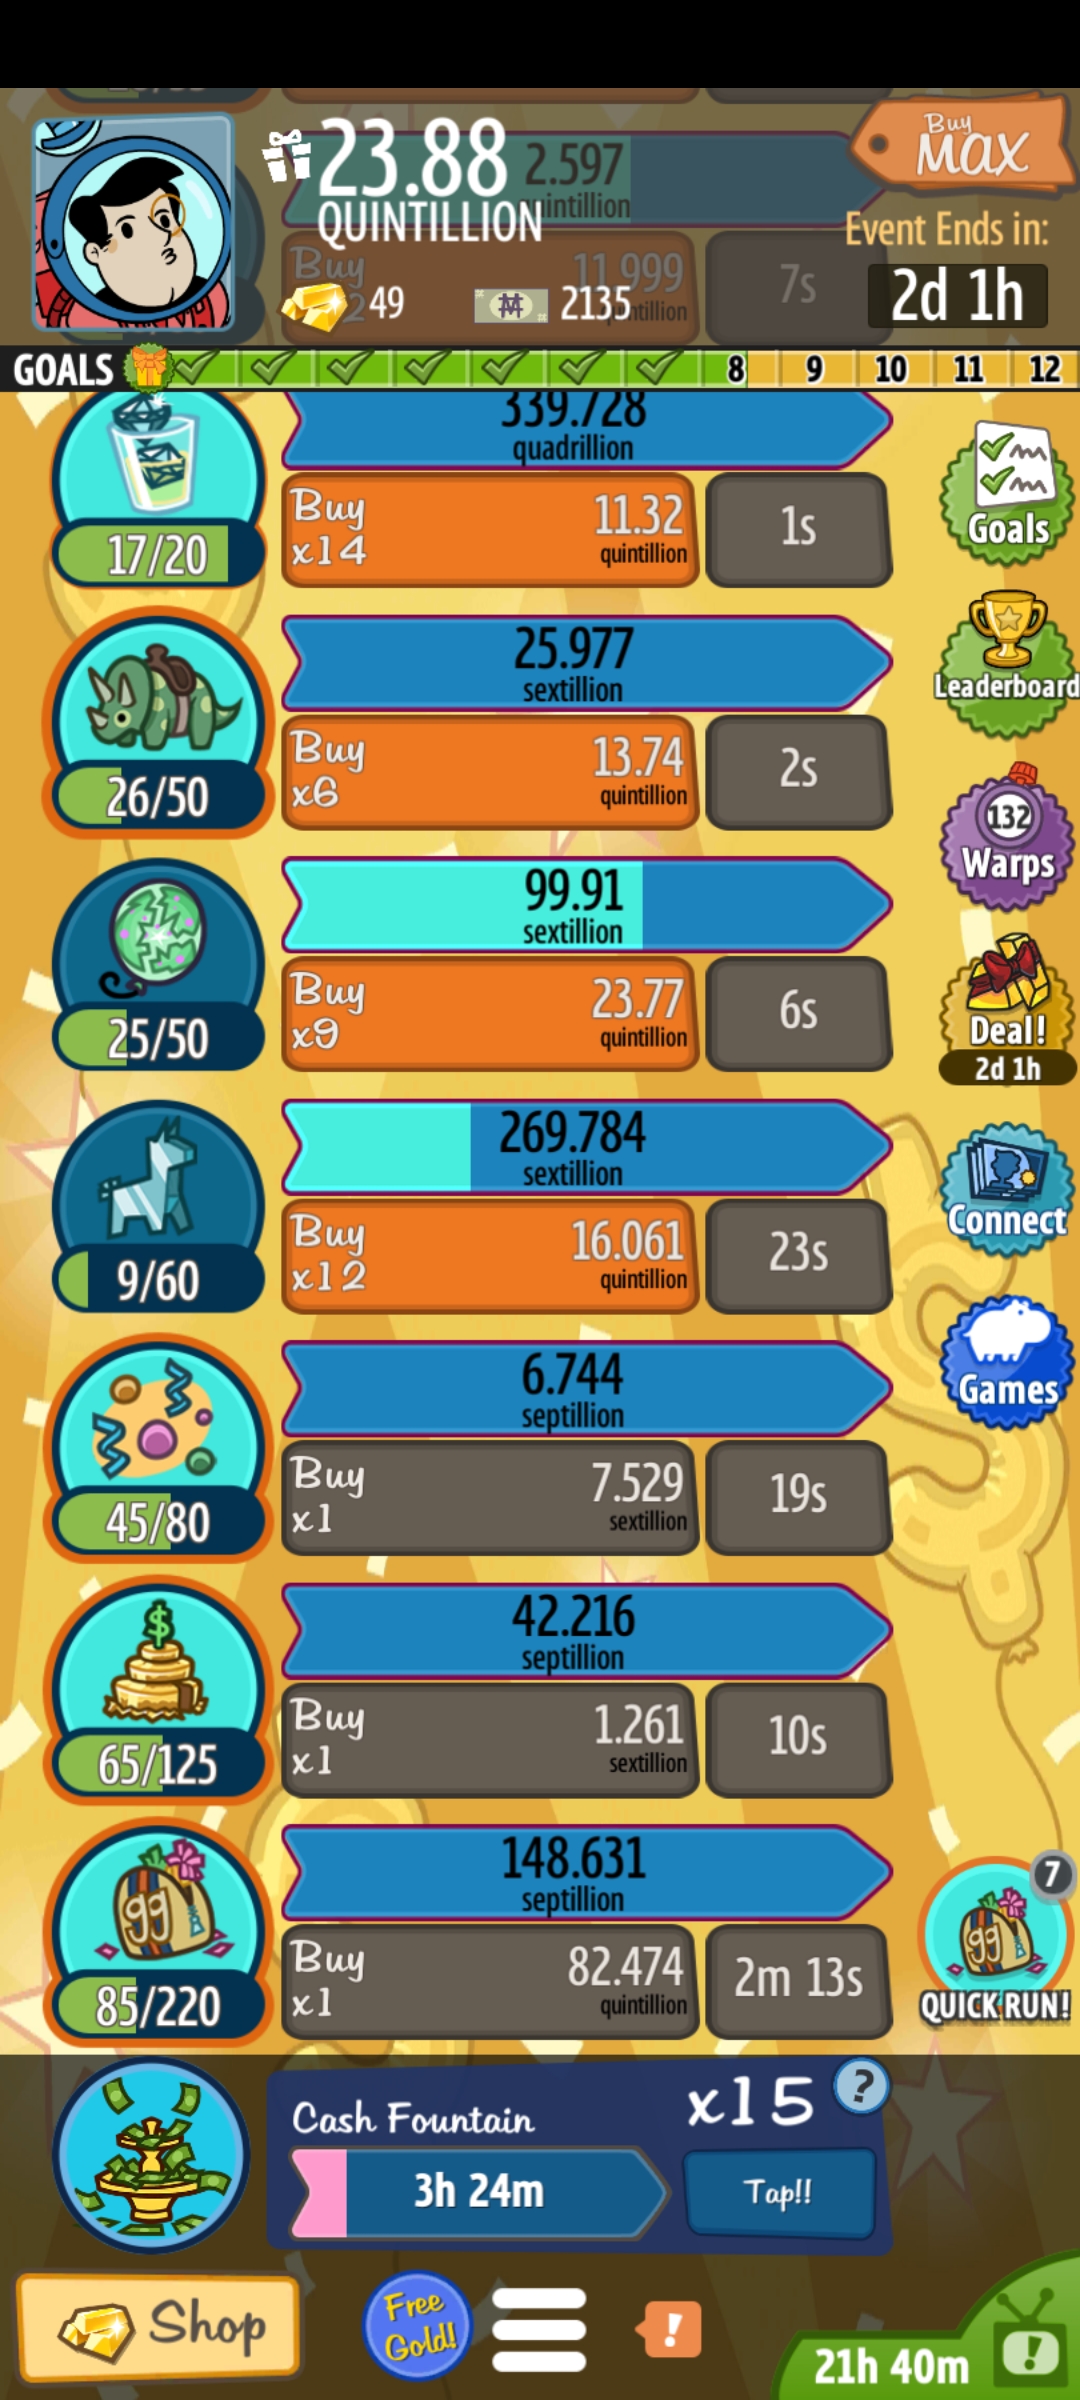 23.88
QUINTILLION
2.597
quintillion
Buy
MAX
Event Ends in:
2d 1h
Buy
11.999
7s
49
2135
GOALS
8 9 10 11 12
339.728
quadrillion
17/20
Buy
x14
11.32
quintillion
1s
Goals
25.977
sextillion
26/50
Buy
x6
13.74
quintillion
2s
Leaderboard
99.91
sextillion
25/50
Buy
x9
23.77
quintillion
6s
132
Warps
Deal!
2d 1h
269.784
sextillion
9/60
Buy
x12
16.061
quintillion
23s
Connect
6.744
septillion
45/80
Buy
x1
7.529
sextillion
19s
Games
$
42.216
septillion
65/125
Buy
x1
1.261
sextillion
10s
gg
148.631
septillion
85/220
Buy
x1
82.474
quintillion
2m 13s
7
gg
QUICK RUN!
Cash Fountain
x15
?
3h 24m
Tap!!
Shop
Free
Gold!
!
21h 40m
!